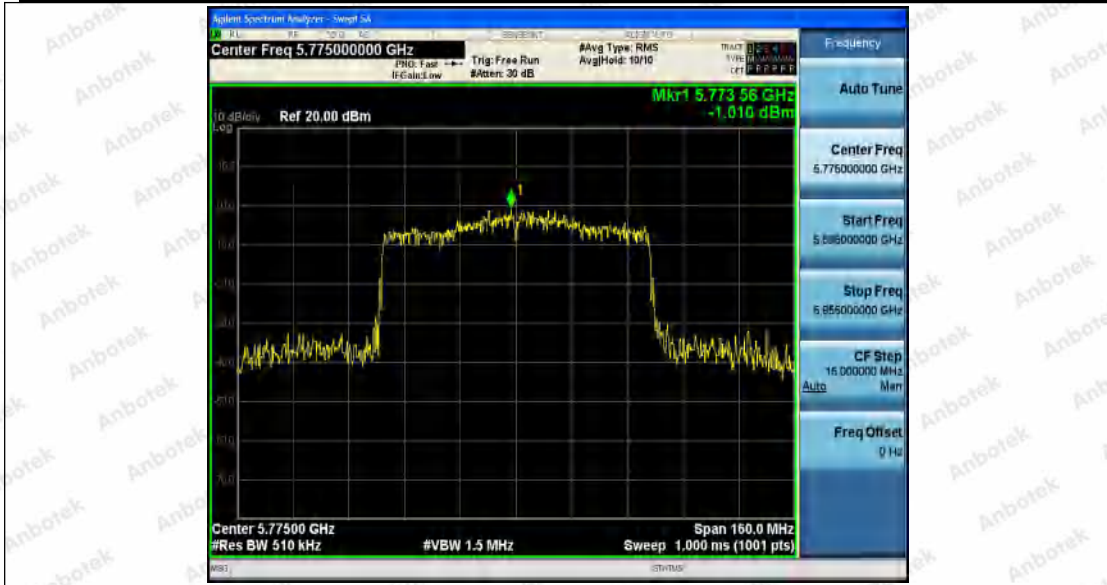 Agilent Spectrum Analyzer - Swept SA
Center Freq 5.775000000 GHz
PNO: Fast
IFGain:Low
Trig: Free Run
#Atten: 30 dB
#Avg Type: RMS
Avg|Hold: 10/10
TRACE
TYPE
DET P P P P P P
Mkr1 5.773 56 GHz
-1.010 dBm
10 dB/div
Ref 20.00 dBm
Log
1
Center 5.77500 GHz
Span 160.0 MHz
#Res BW 510 kHz
#VBW 1.5 MHz
Sweep 1.000 ms (1001 pts)
MSG
STATUS
Frequency
Auto Tune
Center Freq
5.775000000 GHz
Start Freq
5.695000000 GHz
Stop Freq
5.855000000 GHz
CF Step
16.000000 MHz
Auto Man
Freq Offset
0 Hz
Anbotek